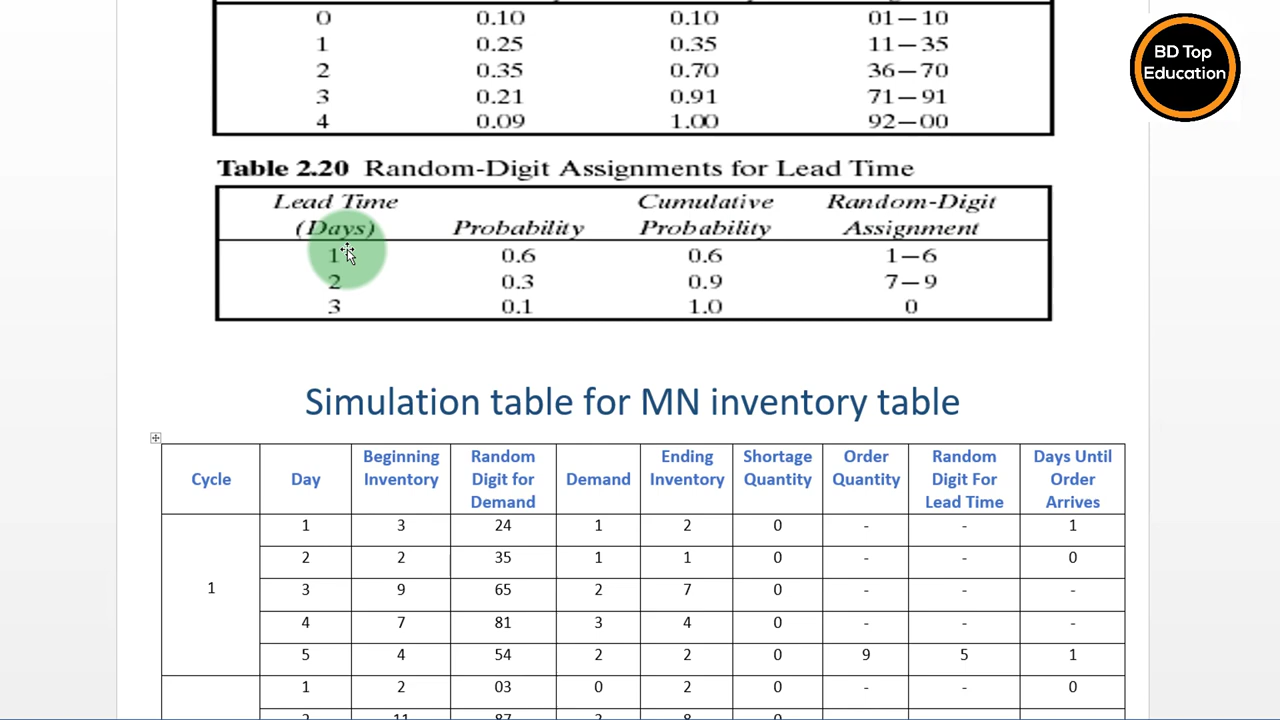 0 0.10 0.10 01—10
1 0.25 0.35 11—35
2 0.35 0.70 36—70
3 0.21 0.91 71—91
4 0.09 1.00 92—00
BD Top
Education
Table 2.20 Random-Digit Assignments for Lead Time
Lead Time Cumulative Random-Digit
(Days) Probability Probability Assignment
1 0.6 0.6 1—6
2 0.3 0.9 7—9
3 0.1 1.0 0
Simulation table for MN inventory table
Cycle Day Beginning Inventory Random Digit for Demand Demand Ending Inventory Shortage Quantity Order Quantity Random Digit For Lead Time Days Until Order Arrives
1 3 24 1 2 0 - - 1
2 2 35 1 1 0 - - 0
1 3 9 65 2 7 0 - - -
4 7 81 3 4 0 - - -
5 4 54 2 2 0 9 5 1
1 2 03 0 2 0 - - 0
11 87